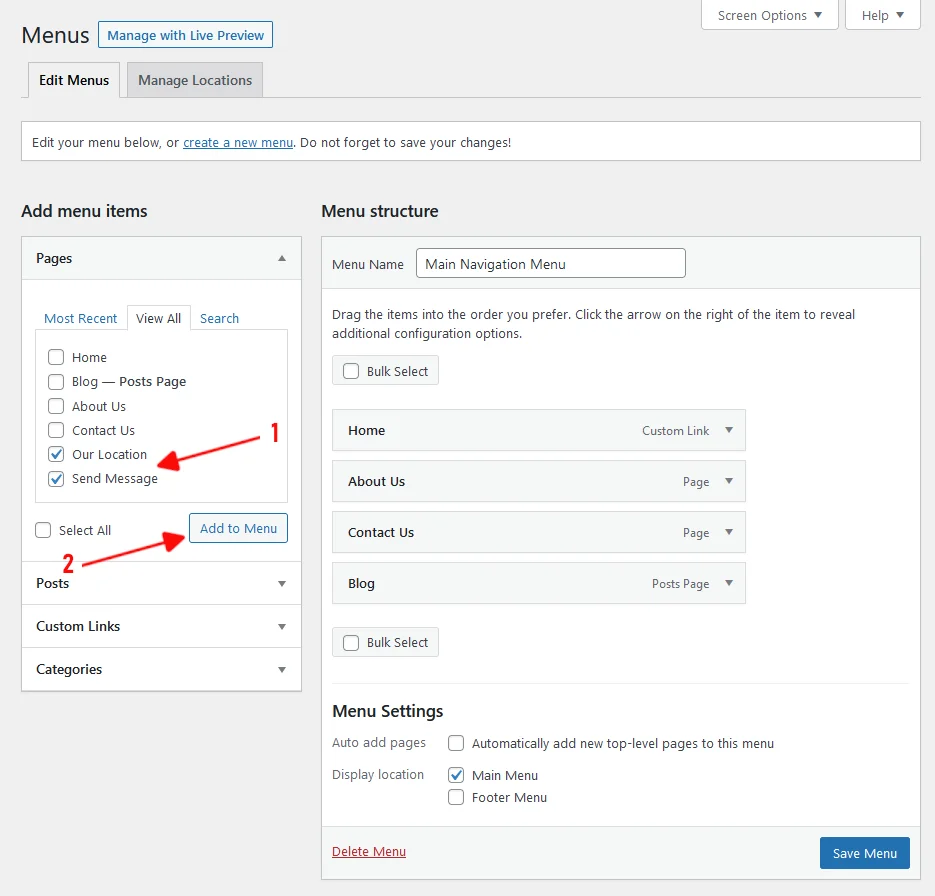 Screen Options
Help
Menus
Manage with Live Preview
Edit Menus
Manage Locations
Edit your menu below, or create a new menu. Do not forget to save your changes!
Add menu items
Pages
Most Recent
View All
Search
Home
Blog — Posts Page
About Us
Contact Us
Our Location
Send Message
1
Select All
Add to Menu
2
Posts
Custom Links
Categories
Menu structure
Menu Name
Main Navigation Menu
Drag the items into the order you prefer. Click the arrow on the right of the item to reveal
additional configuration options.
Bulk Select
Home
Custom Link
About Us
Page
Contact Us
Page
Blog
Posts Page
Bulk Select
Menu Settings
Auto add pages
Automatically add new top-level pages to this menu
Display location
Main Menu
Footer Menu
Delete Menu
Save Menu